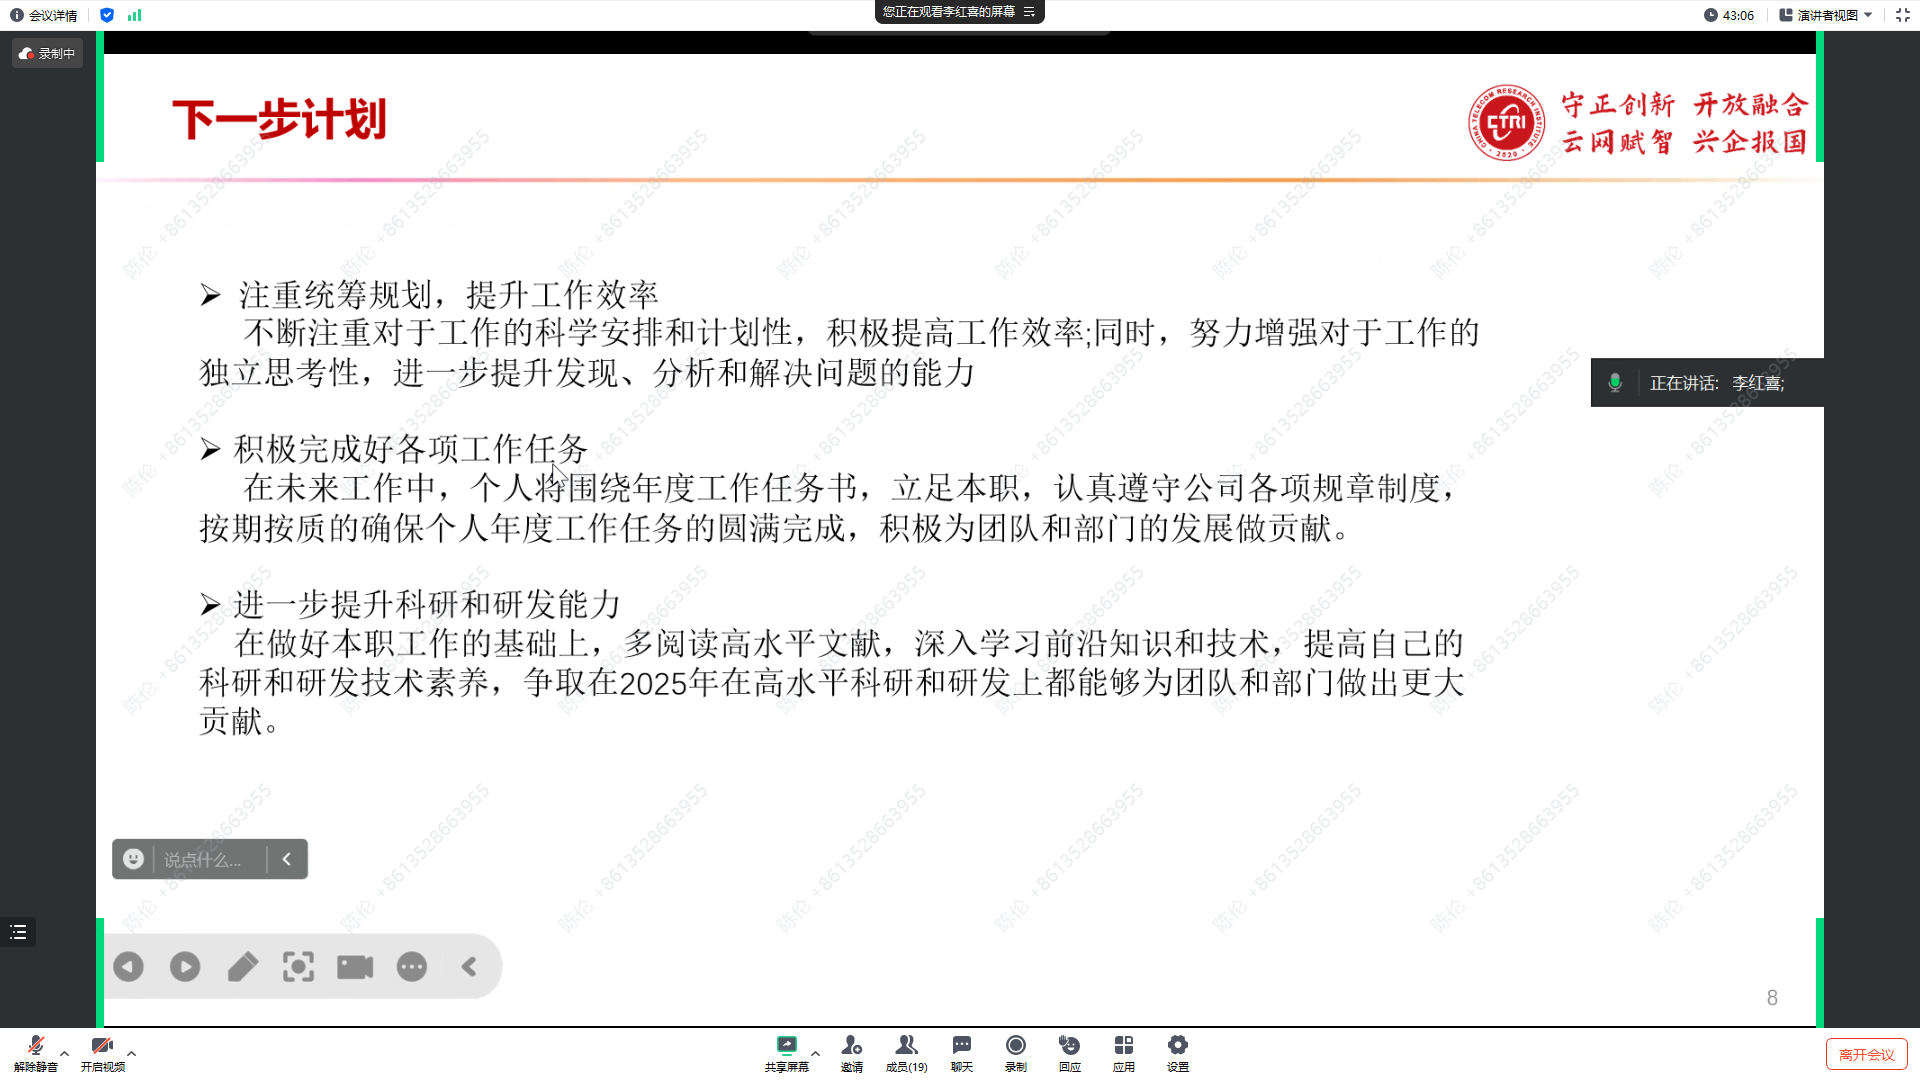 会议详情
您正在观看李红喜的屏幕
43:06
演讲者视图
录制中
下一步计划
CHINA TELECOM RESEARCH INSTITUTE
CTRI
2020
守正创新 开放融合
云网赋智 兴企报国
注重统筹规划，提升工作效率
不断注重对于工作的科学安排和计划性，积极提高工作效率;同时，努力增强对于工作的
独立思考性，进一步提升发现、分析和解决问题的能力
正在讲话: 李红喜;
积极完成好各项工作任务
在未来工作中，个人将围绕年度工作任务书，立足本职，认真遵守公司各项规章制度，
按期按质的确保个人年度工作任务的圆满完成，积极为团队和部门的发展做贡献。
进一步提升科研和研发能力
在做好本职工作的基础上，多阅读高水平文献，深入学习前沿知识和技术，提高自己的
科研和研发技术素养，争取在2025年在高水平科研和研发上都能够为团队和部门做出更大
贡献。
陈伦 +8613528663955
说点什么...
8
解除静音
开启视频
共享屏幕
邀请
成员(19)
聊天
录制
回应
应用
设置
离开会议